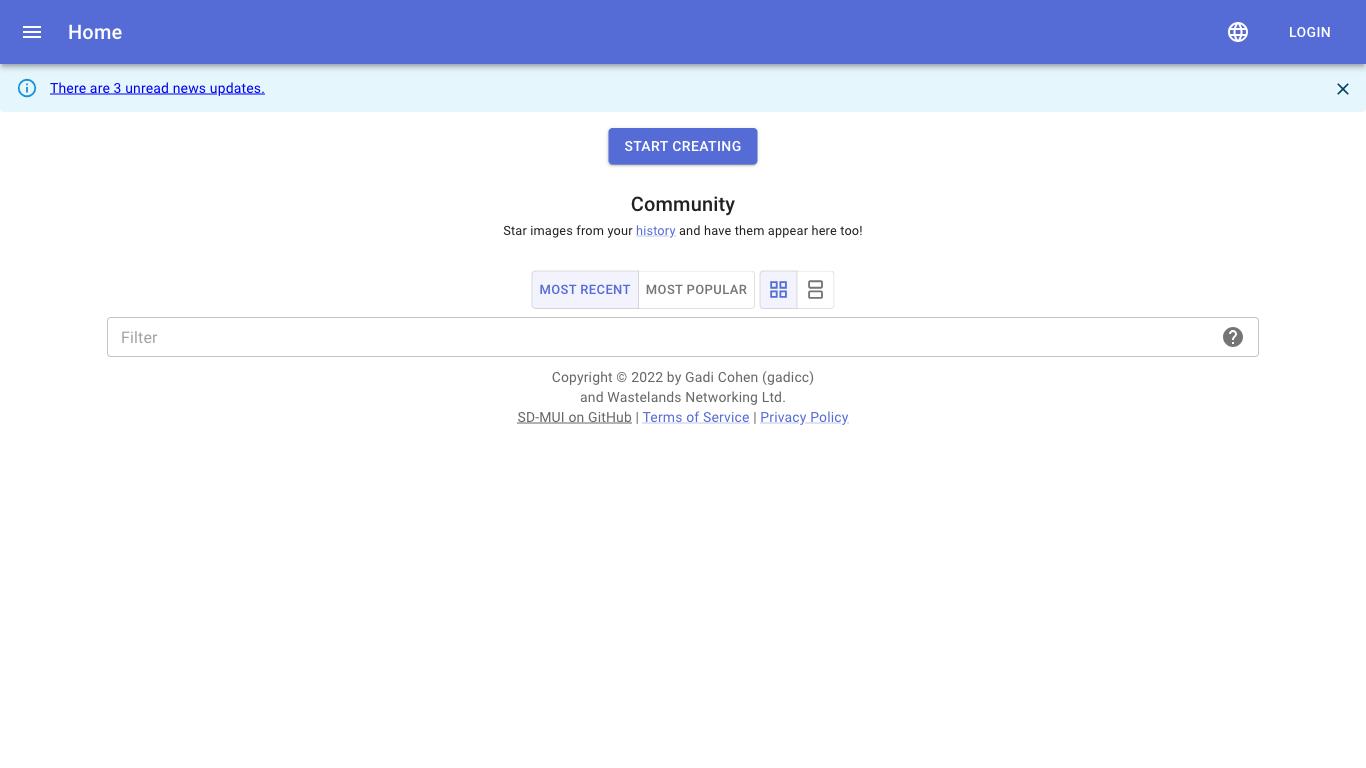 Home
LOGIN
There are 3 unread news updates.
START CREATING
Community
Star images from your history and have them appear here too!
MOST RECENT MOST POPULAR
Filter
Copyright © 2022 by Gadi Cohen (gadicc)
and Wastelands Networking Ltd.
SD-MUI on GitHub | Terms of Service | Privacy Policy